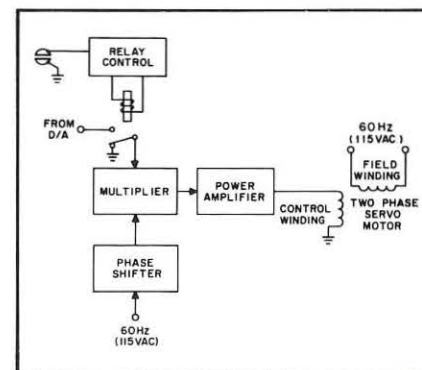 RELAY
CONTROL
FROM
D/A
MULTIPLIER
POWER
AMPLIFIER
CONTROL
WINDING
60Hz
(115VAC)
FIELD
WINDING
TWO PHASE
SERVO
MOTOR
PHASE
SHIFTER
60Hz
(115VAC)